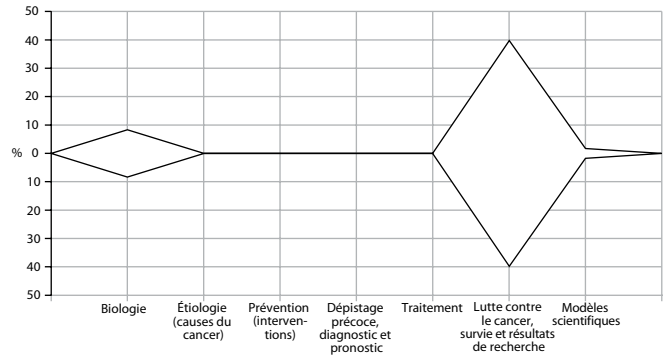 50
40
30
20
10
% 0
10
20
30
40
50
Biologie
Étiologie
(causes du
cancer)
Prévention
(interven-
tions)
Dépistage
précoce,
diagnostic et
pronostic
Traitement
Lutte contre
le cancer,
survie et résultats
de recherche
Modèles
scientifiques